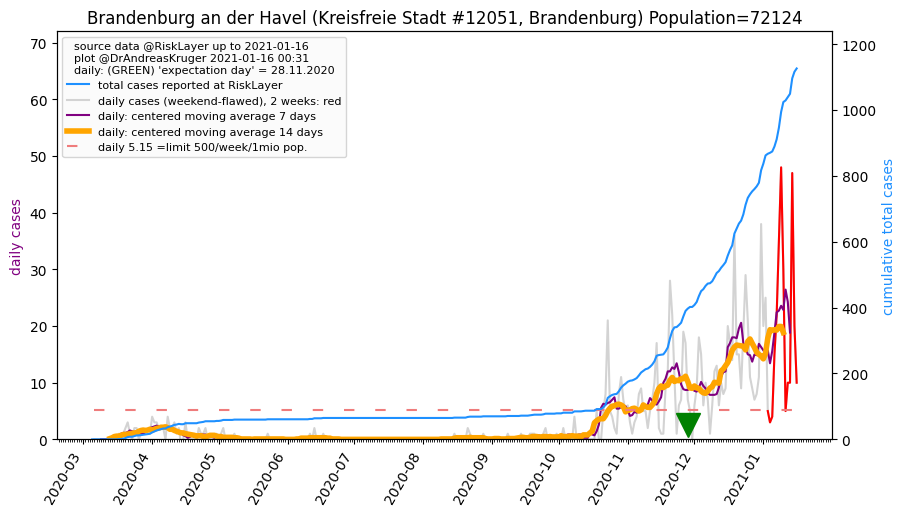 Brandenburg an der Havel (Kreisfreie Stadt #12051, Brandenburg) Population=72124
source data @RiskLayer up to 2021-01-16
plot @DrAndreasKruger 2021-01-16 00:31
daily: (GREEN) 'expectation day' = 28.11.2020
total cases reported at RiskLayer
daily cases (weekend-flawed), 2 weeks: red
daily: centered moving average 7 days
daily: centered moving average 14 days
daily 5.15 =limit 500/week/1mio pop.
daily cases
70
60
50
40
30
20
10
0
cumulative total cases
1200
1000
800
600
400
200
0
2020-03
2020-04
2020-05
2020-06
2020-07
2020-08
2020-09
2020-10
2020-11
2020-12
2021-01